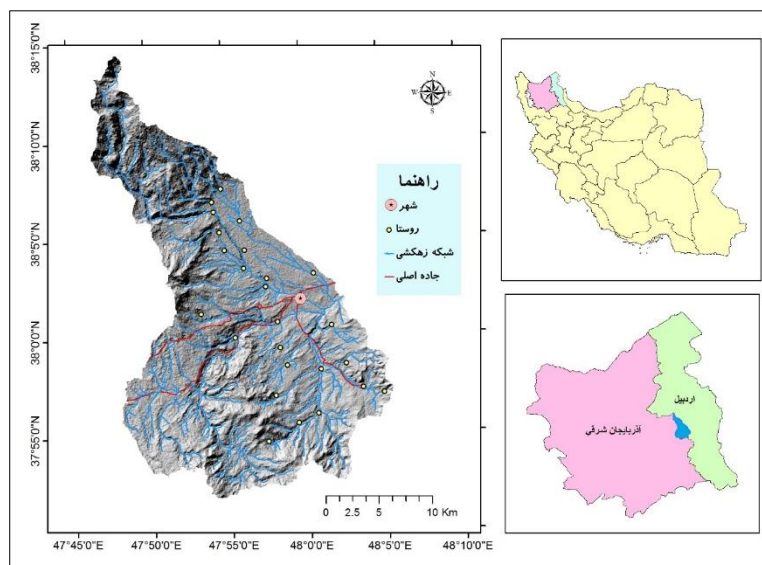 38°15'0"N
38°10'0"N
38°5'0"N
38°0'0"N
37°55'0"N
N
W E
S
راهنما
شهر
روستا
شبکه زهکشی
جاده اصلی
0 2.5 5 10 Km
47°45'0"E 47°50'0"E 47°55'0"E 48°0'0"E 48°5'0"E 48°10'0"E
اردبیل
آذربایجان شرقی